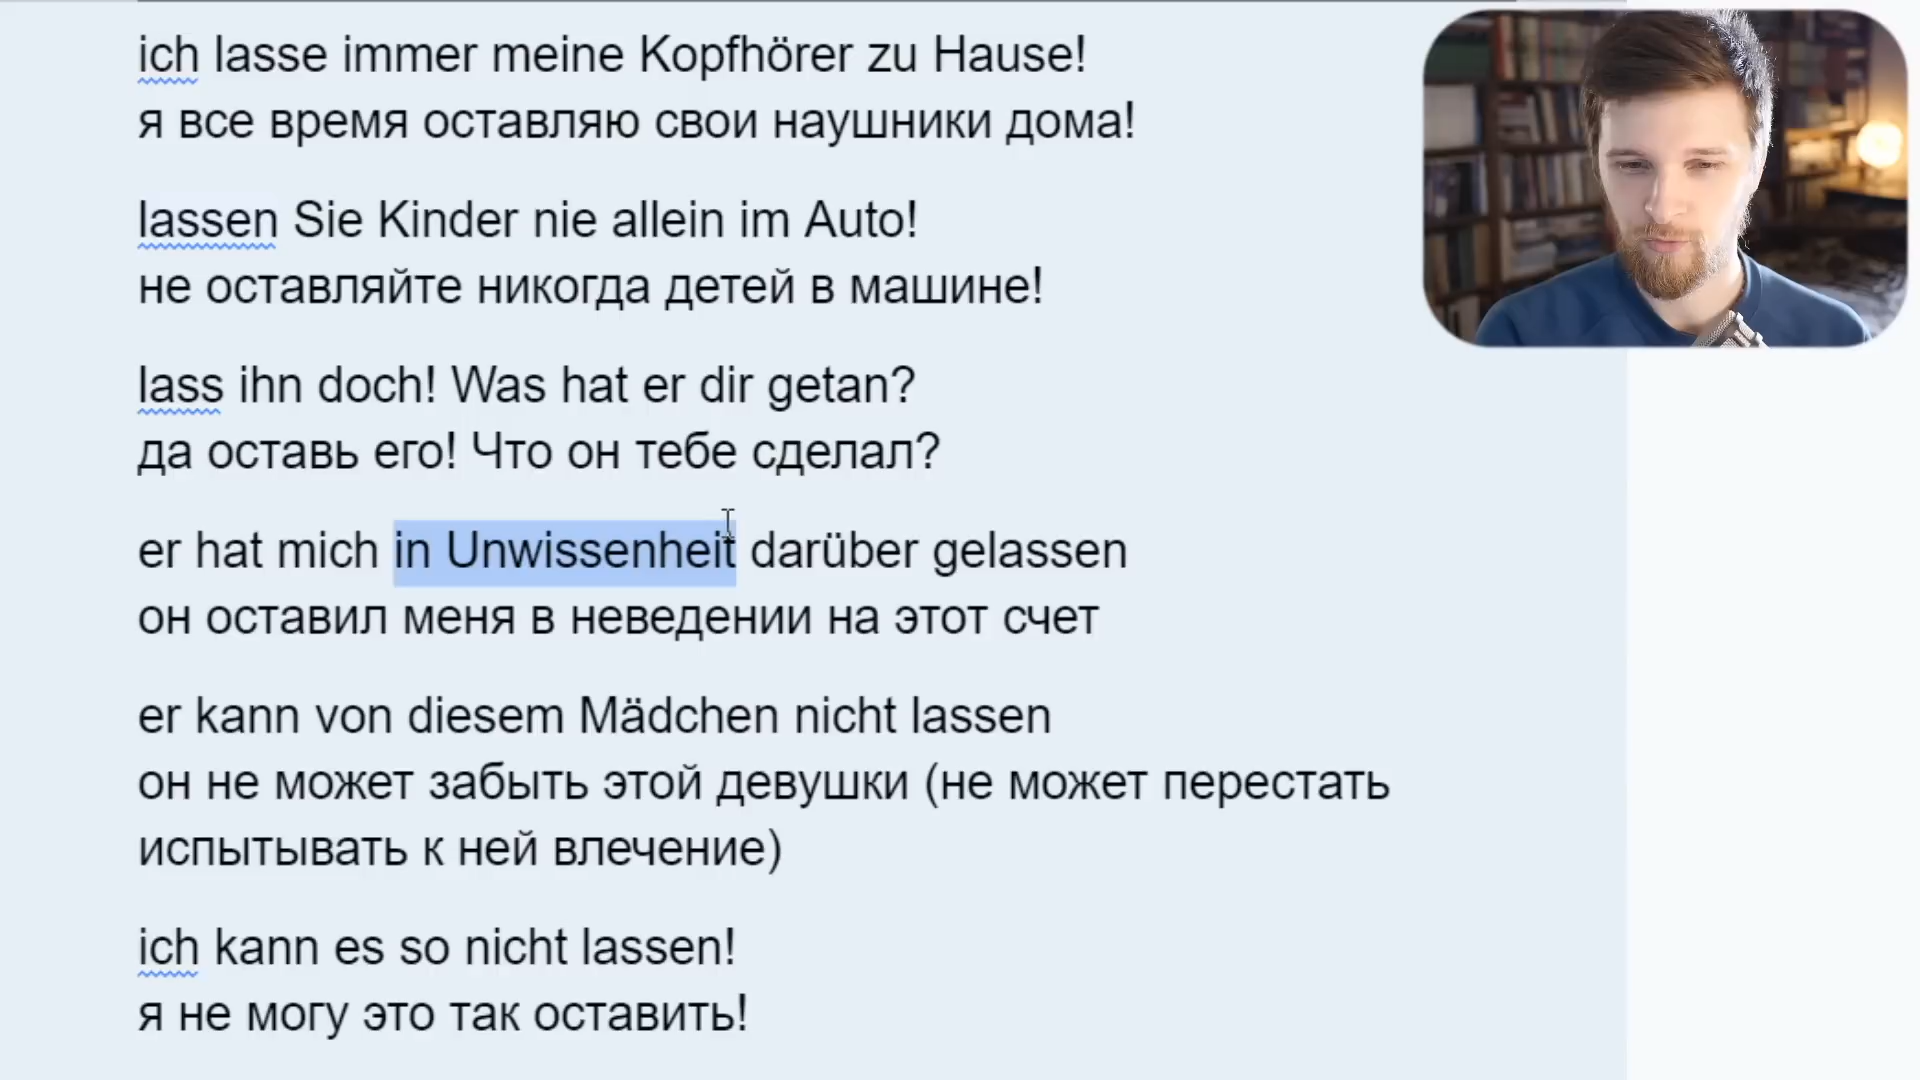 ich lasse immer meine Kopfhörer zu Hause!
я все время оставляю свои наушники дома!
lassen Sie Kinder nie allein im Auto!
не оставляйте никогда детей в машине!
lass ihn doch! Was hat er dir getan?
да оставь его! Что он тебе сделал?
er hat mich in Unwissenheit darüber gelassen
он оставил меня в неведении на этот счет
er kann von diesem Mädchen nicht lassen
он не может забыть этой девушки (не может перестать
испытывать к ней влечение)
ich kann es so nicht lassen!
я не могу это так оставить!